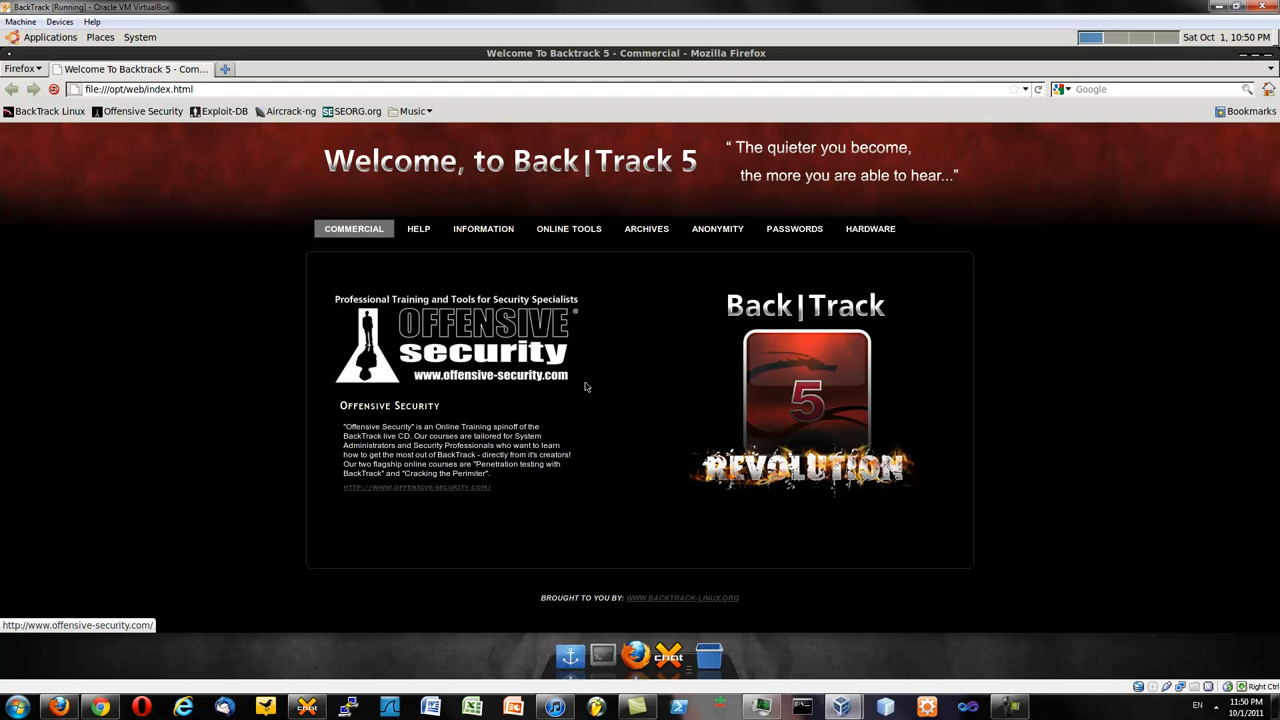 BackTrack [Running] - Oracle VM VirtualBox
Machine Devices Help
Applications Places System Sat Oct 1, 10:50 PM
Welcome To Backtrack 5 - Commercial - Mozilla Firefox
Firefox Welcome To Backtrack 5 - Com...
file:///opt/web/index.html Google
BackTrack Linux Offensive Security Exploit-DB Aircrack-ng SE SEORG.org Music Bookmarks
Welcome, to Back|Track 5
“ The quieter you become,
the more you are able to hear...”
COMMERCIAL HELP INFORMATION ONLINE TOOLS ARCHIVES ANONYMITY PASSWORDS HARDWARE
Professional Training and Tools for Security Specialists
OFFENSIVE®
security
www.offensive-security.com
OFFENSIVE SECURITY
"Offensive Security" is an Online Training spinoff of the
BackTrack live CD. Our courses are tailored for System
Administrators and Security Professionals who want to learn
how to get the most out of BackTrack - directly from it's creators!
Our two flagship online courses are "Penetration testing with
BackTrack" and "Cracking the Perimeter".
HTTP://WWW.OFFENSIVE-SECURITY.COM/
Back|Track
5
REVOLUTION
BROUGHT TO YOU BY: WWW.BACKTRACK-LINUX.ORG
http://www.offensive-security.com/
chat
Right Ctrl
chat
EN 11:50 PM
10/1/2011